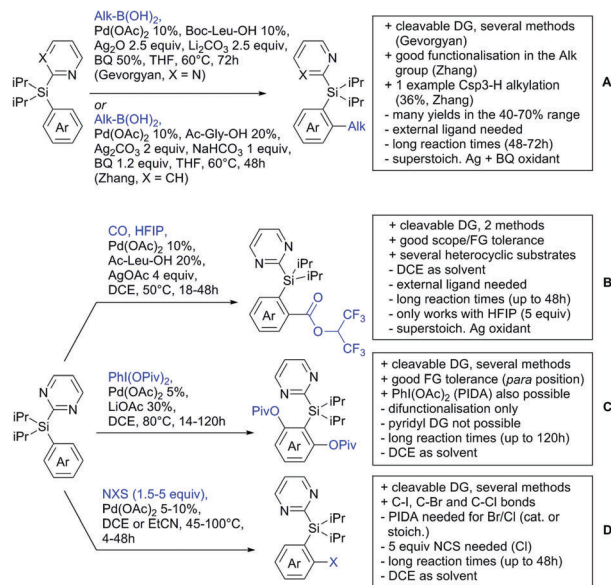 Alk-B(OH)2,
Pd(OAc)2 10%, Boc-Leu-OH 10%,
Ag2O 2.5 equiv, Li2CO3 2.5 equiv,
BQ 50%, THF, 60°C, 72h
(Gevorgyan, X = N)
or
Alk-B(OH)2,
Pd(OAc)2 10%, Ac-Gly-OH 20%,
Ag2CO3 2 equiv, NaHCO3 1 equiv,
BQ 1.2 equiv, THF, 60°C, 48h
(Zhang, X = CH)
X
N
iPr
Si
iPr
Ar
X
N
iPr
Si
iPr
Alk
Ar
+ cleavable DG, several methods
(Gevorgyan)
+ good functionalisation in the Alk
group (Zhang)
+ 1 example Csp3-H alkylation
(36%, Zhang)
- many yields in the 40-70% range
- external ligand needed
- long reaction times (48-72h)
- superstoich. Ag + BQ oxidant
A
CO, HFIP,
Pd(OAc)2 10%,
Ac-Leu-OH 20%,
AgOAc 4 equiv,
DCE, 50°C, 18-48h
N
N
iPr
Si
iPr
O
Ar
CF3
O
CF3
+ cleavable DG, 2 methods
+ good scope/FG tolerance
+ several heterocyclic substrates
- DCE as solvent
- external ligand needed
- long reaction times (up to 48h)
- only works with HFIP (5 equiv)
- superstoich. Ag oxidant
B
N
N
iPr
Si
iPr
Ar
PhI(OPiv)2,
Pd(OAc)2 5%,
LiOAc 30%,
DCE, 80°C, 14-120h
N
N
iPr
PivO
Si
iPr
Ar
OPiv
+ cleavable DG, several methods
+ good FG tolerance (para position)
+ PhI(OAc)2 (PIDA) also possible
- difunctionalisation only
- pyridyl DG not possible
- long reaction times (up to 120h)
- DCE as solvent
C
NXS (1.5-5 equiv),
Pd(OAc)2 5-10%,
DCE or EtCN, 45-100°C,
4-48h
N
N
iPr
Si
iPr
Ar
X
+ cleavable DG, several methods
+ C-I, C-Br and C-Cl bonds
- PIDA needed for Br/Cl (cat. or
stoich.)
- 5 equiv NCS needed (Cl)
- long reaction times (up to 48h)
- DCE as solvent
D